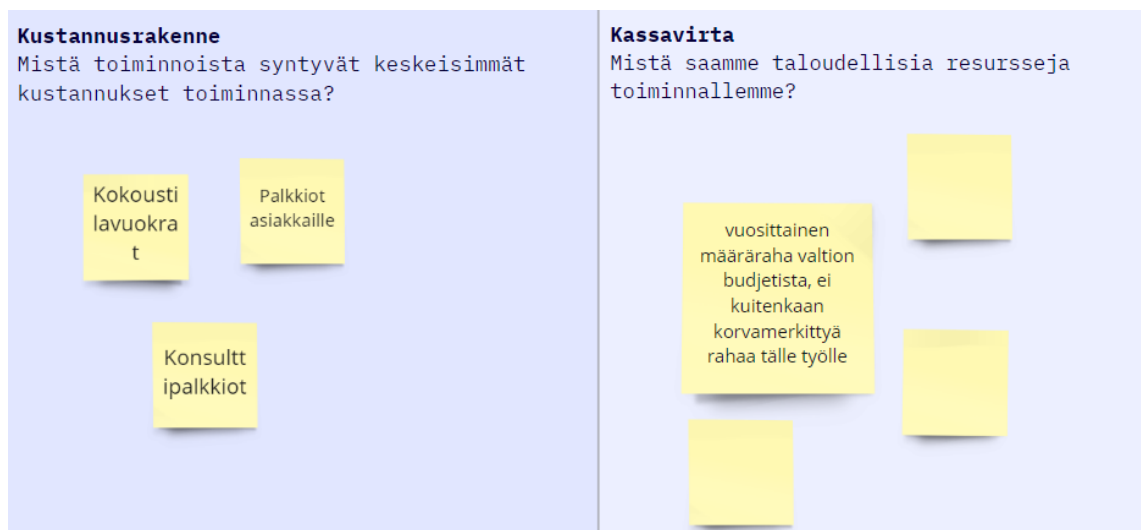 Kustannusrakenne
Mistä toiminnoista syntyvät keskeisimmät
kustannukset toiminnassa?
Kokousti
lavuokra
t
Palkkiot
asiakkaille
Konsultt
ipalkkiot
Kassavirta
Mistä saamme taloudellisia resursseja
toiminnallemme?
vuosittainen
määräraha valtion
budjetista, ei
kuitenkaan
korvamerkittyä
rahaa tälle työlle